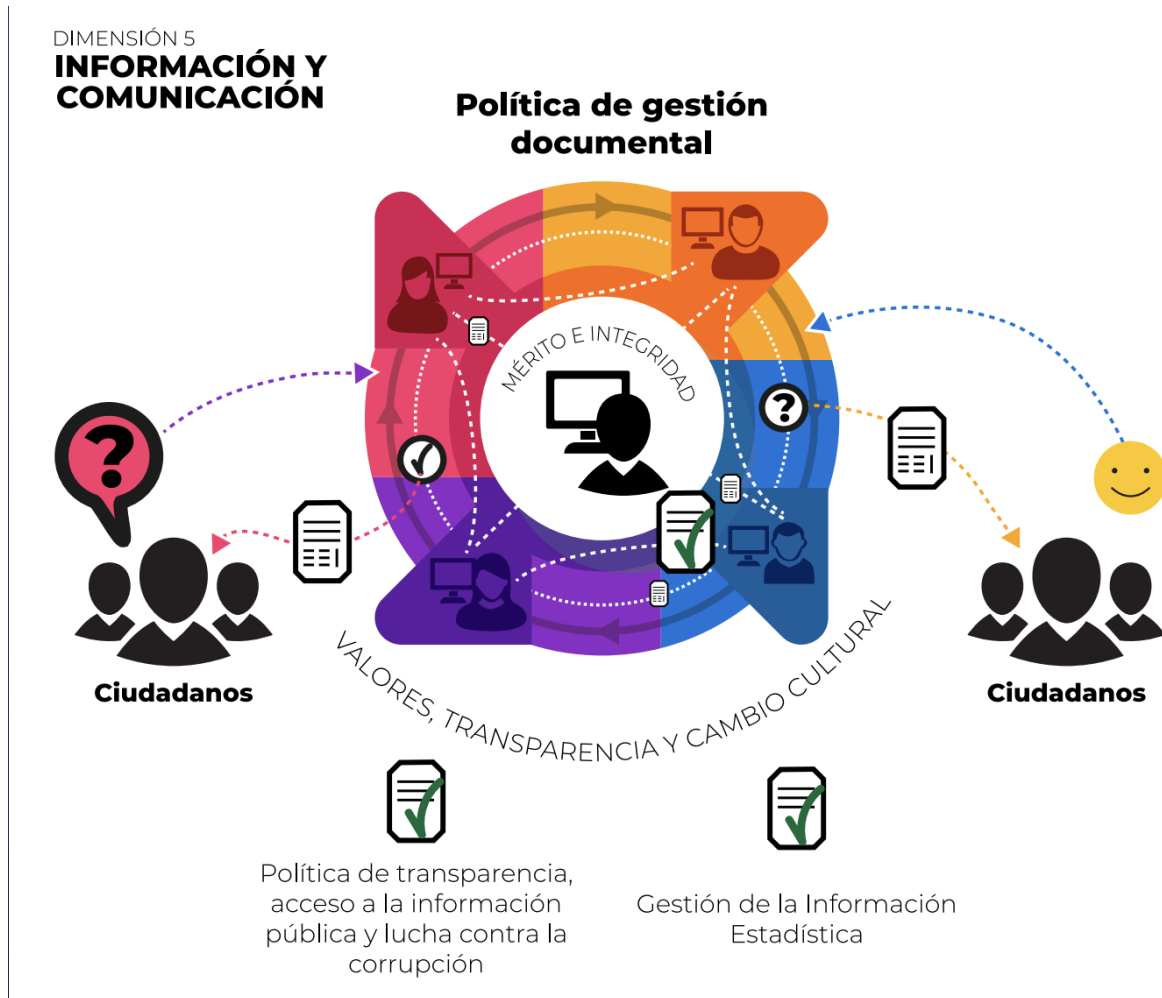 DIMENSIÓN 5
INFORMACIÓN Y
COMUNICACIÓN
Política de gestión
documental
MÉRITO E INTEGRIDAD
?
?
Ciudadanos
Ciudadanos
VALORES, TRANSPARENCIA Y CAMBIO CULTURAL
Política de transparencia,
acceso a la información
pública y lucha contra la
corrupción
Gestión de la Información
Estadística